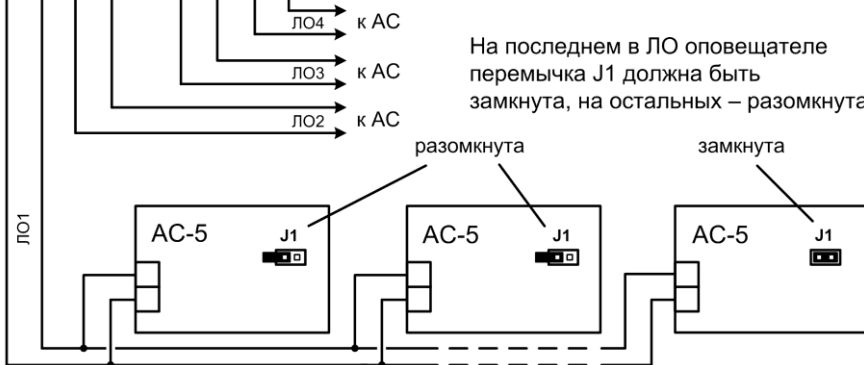 ЛО4 к АС
ЛО3 к АС
ЛО2 к АС
На последнем в ЛО оповещателе
перемычка J1 должна быть
замкнута, на остальных – разомкнута
разомкнута
замкнута
ЛО1
АС-5 J1
АС-5 J1
АС-5 J1